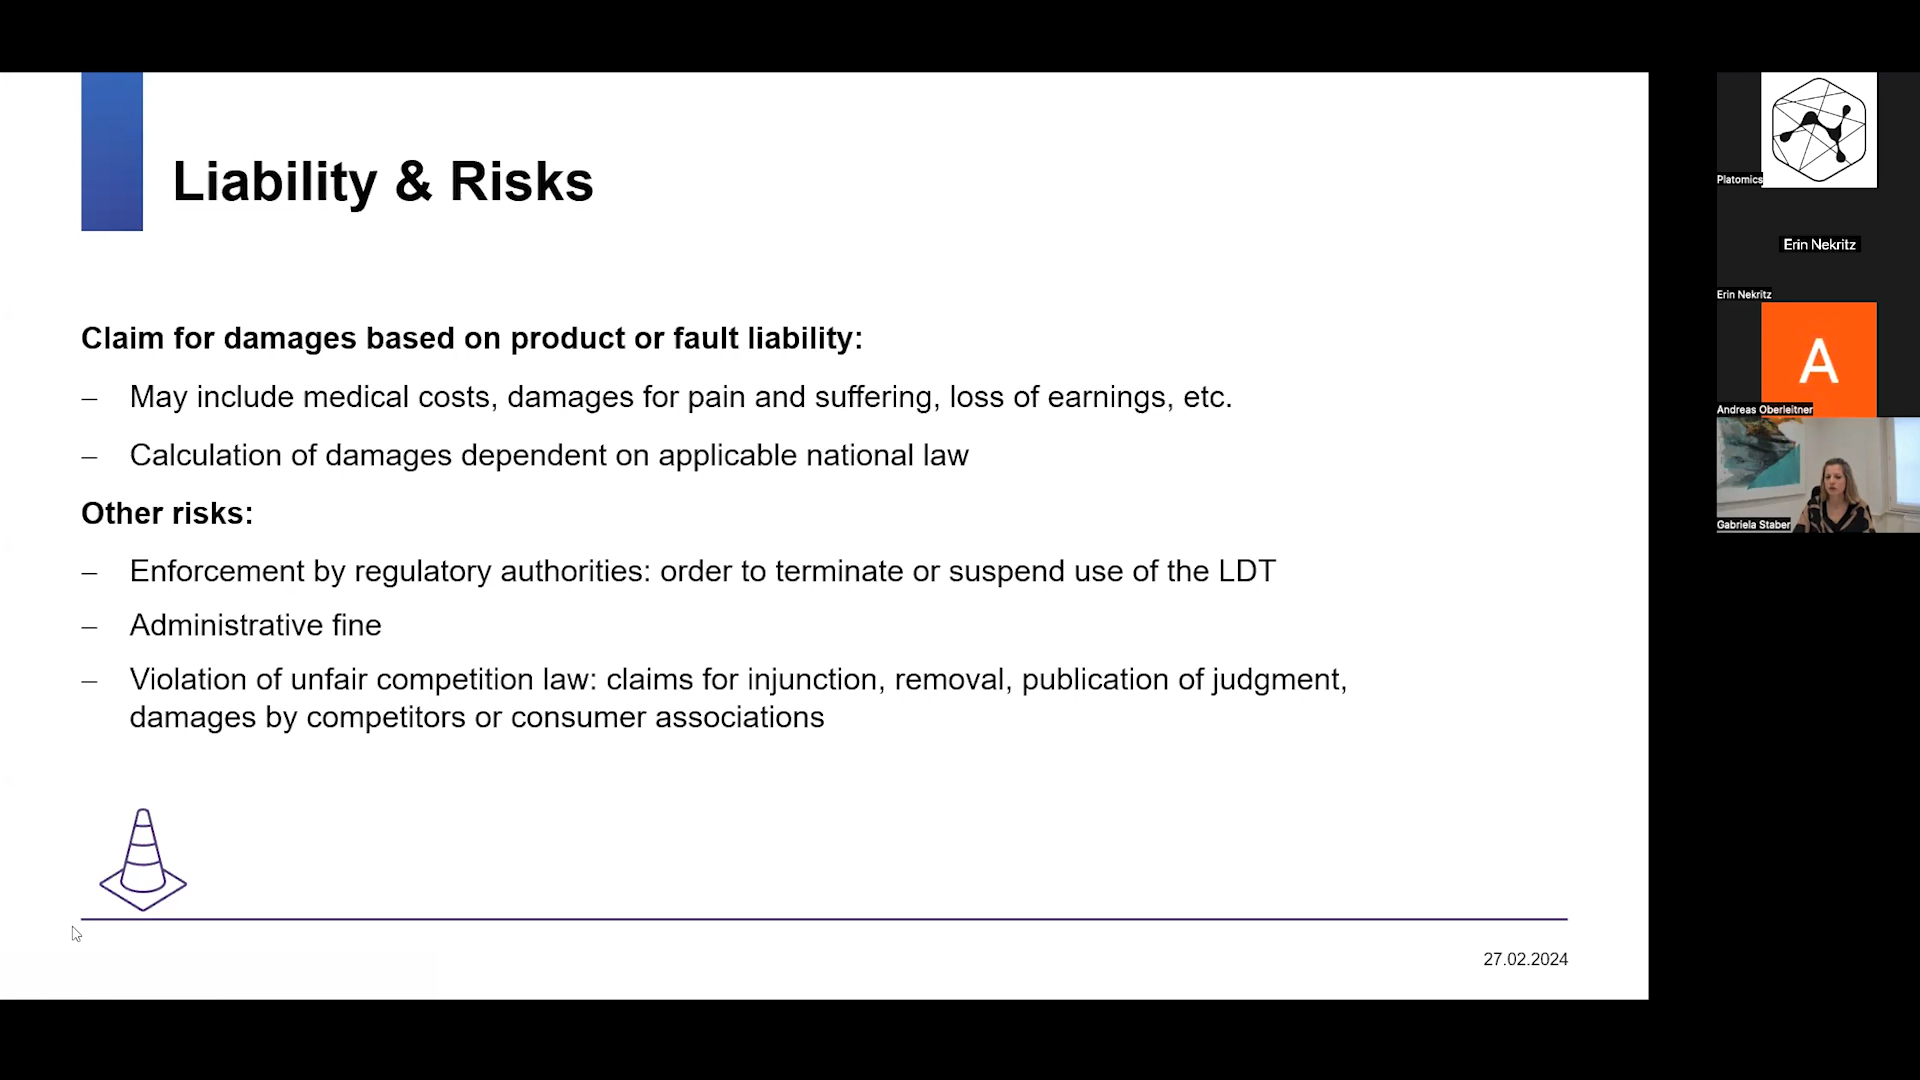 Liability & Risks
Claim for damages based on product or fault liability:
– May include medical costs, damages for pain and suffering, loss of earnings, etc.
– Calculation of damages dependent on applicable national law
Other risks:
– Enforcement by regulatory authorities: order to terminate or suspend use of the LDT
– Administrative fine
– Violation of unfair competition law: claims for injunction, removal, publication of judgment,
damages by competitors or consumer associations
27.02.2024
Platomics
Erin Nekritz
Erin Nekritz
A
Andreas Oberleitner
Gabriela Staber